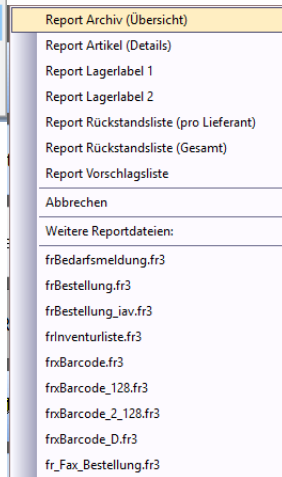 Report Archiv (Übersicht)
Report Artikel (Details)
Report Lagerlabel 1
Report Lagerlabel 2
Report Rückstandsliste (pro Lieferant)
Report Rückstandsliste (Gesamt)
Report Vorschlagsliste
Abbrechen
Weitere Reportdateien:
frBedarfsmeldung.fr3
frBestellung.fr3
frBestellung_iav.fr3
frInventurliste.fr3
frxBarcode.fr3
frxBarcode_128.fr3
frxBarcode_2_128.fr3
frxBarcode_D.fr3
fr_Fax_Bestellung.fr3